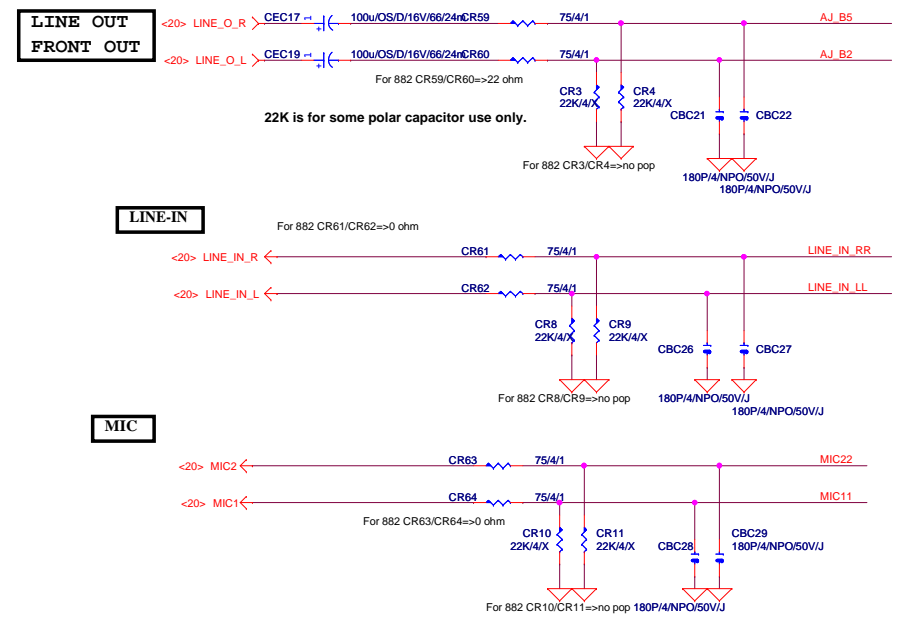 LINE OUT
FRONT OUT
<20> LINE_O_R CEC17 1 + 100u/OS/D/16V/66/24m CR59 75/4/1 AJ_B5
<20> LINE_O_L CEC19 1 + 100u/OS/D/16V/66/24m CR60 75/4/1 AJ_B2
For 882 CR59/CR60=>22 ohm
CR3 22K/4/X
CR4 22K/4/X
22K is for some polar capacitor use only.
CBC21
CBC22
For 882 CR3/CR4=>no pop
180P/4/NPO/50V/J
180P/4/NPO/50V/J
LINE-IN
For 882 CR61/CR62=>0 ohm
<20> LINE_IN_R CR61 75/4/1 LINE_IN_RR
<20> LINE_IN_L CR62 75/4/1 LINE_IN_LL
CR8 22K/4/X
CR9 22K/4/X
CBC26
CBC27
For 882 CR8/CR9=>no pop
180P/4/NPO/50V/J
180P/4/NPO/50V/J
MIC
<20> MIC2 CR63 75/4/1 MIC22
<20> MIC1 CR64 75/4/1 MIC11
For 882 CR63/CR64=>0 ohm
CR10 22K/4/X
CR11 22K/4/X
CBC28
CBC29
180P/4/NPO/50V/J
For 882 CR10/CR11=>no pop
180P/4/NPO/50V/J